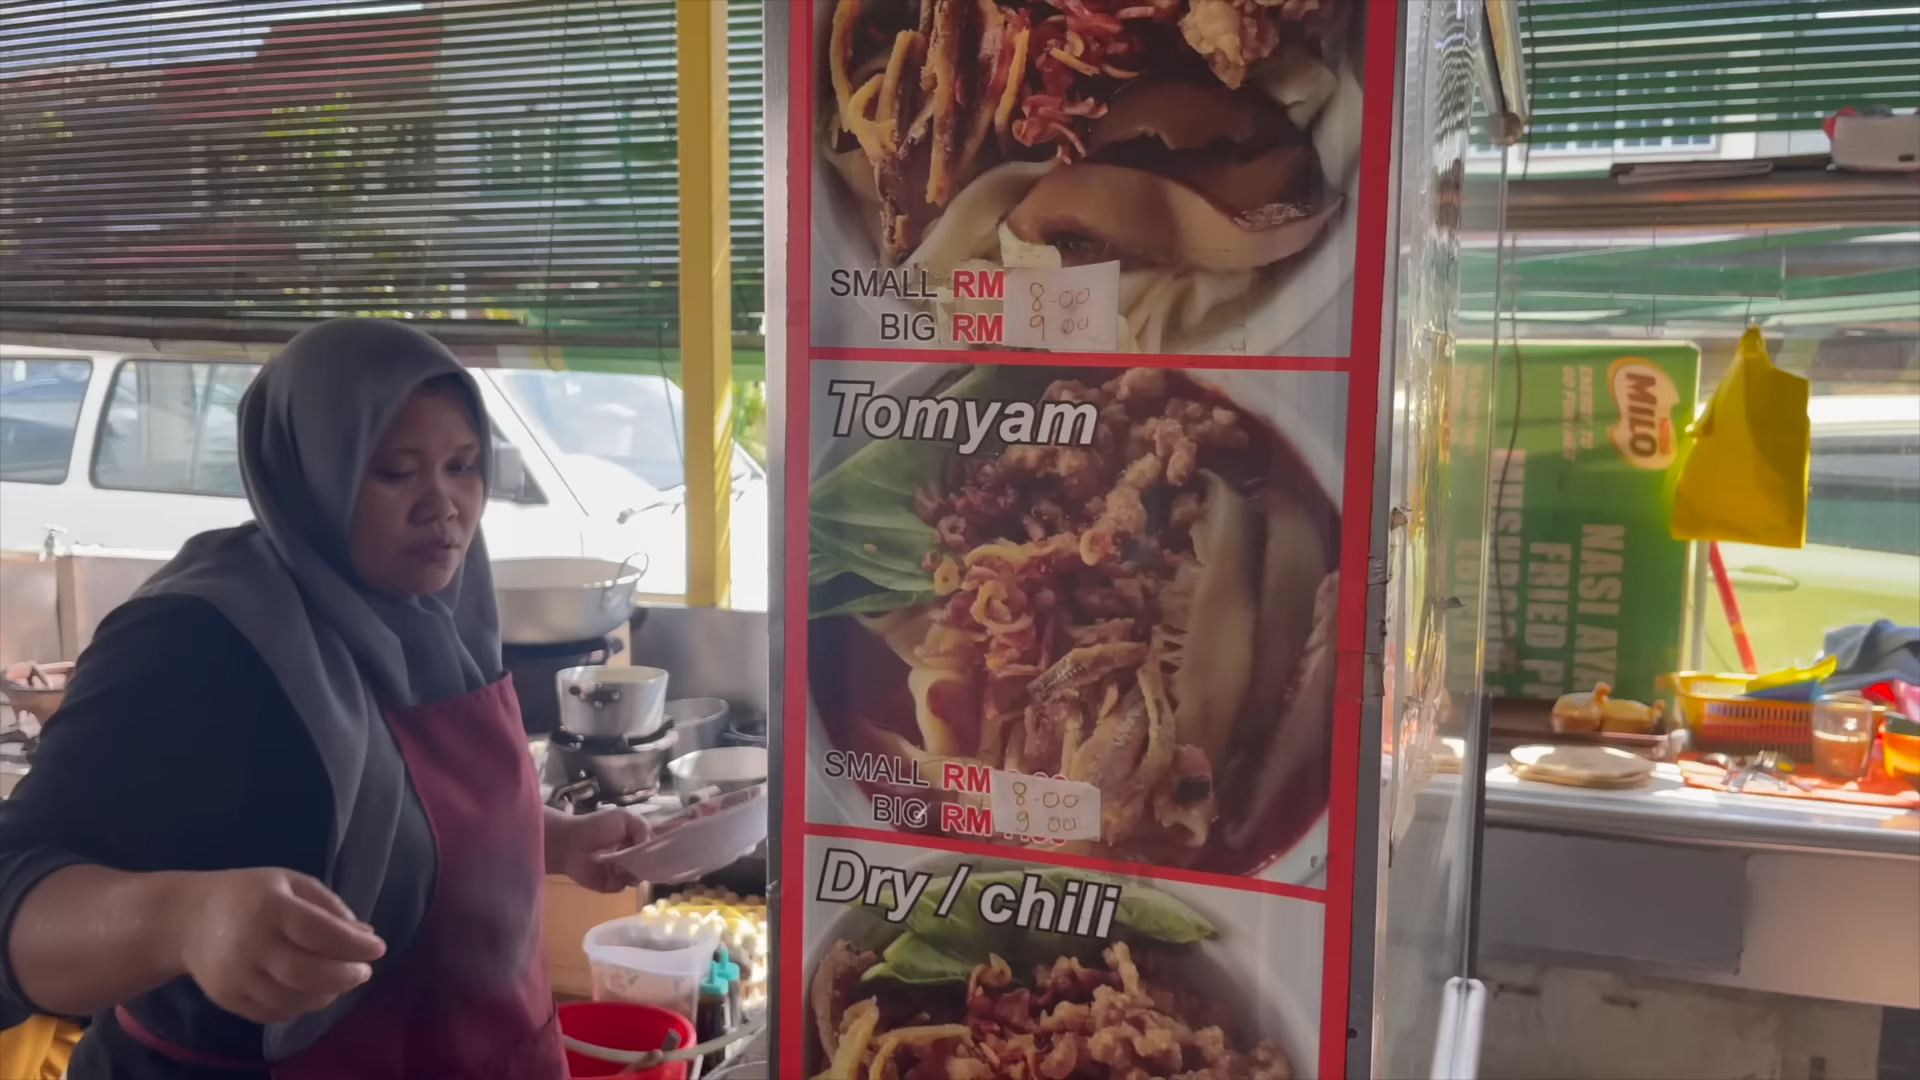 SMALL RM 8-00
BIG RM 9 00
Tomyam
SMALL RM 8-00
BIG RM 9-00
Dry / chili
MILO
NASI AYAM